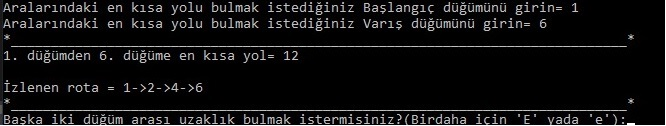 Aralarındaki en kısa yolu bulmak istediğiniz Başlangıç düğümünü girin= 1
Aralarındaki en kısa yolu bulmak istediğiniz Varış düğümünü girin= 6
*______________________________________________________________________________*
1. düğümden 6. düğüme en kısa yol= 12
İzlenen rota = 1->2->4->6
*______________________________________________________________________________*
Başka iki düğüm arası uzaklık bulmak istermisiniz?(Birdaha için 'E' yada 'e'):